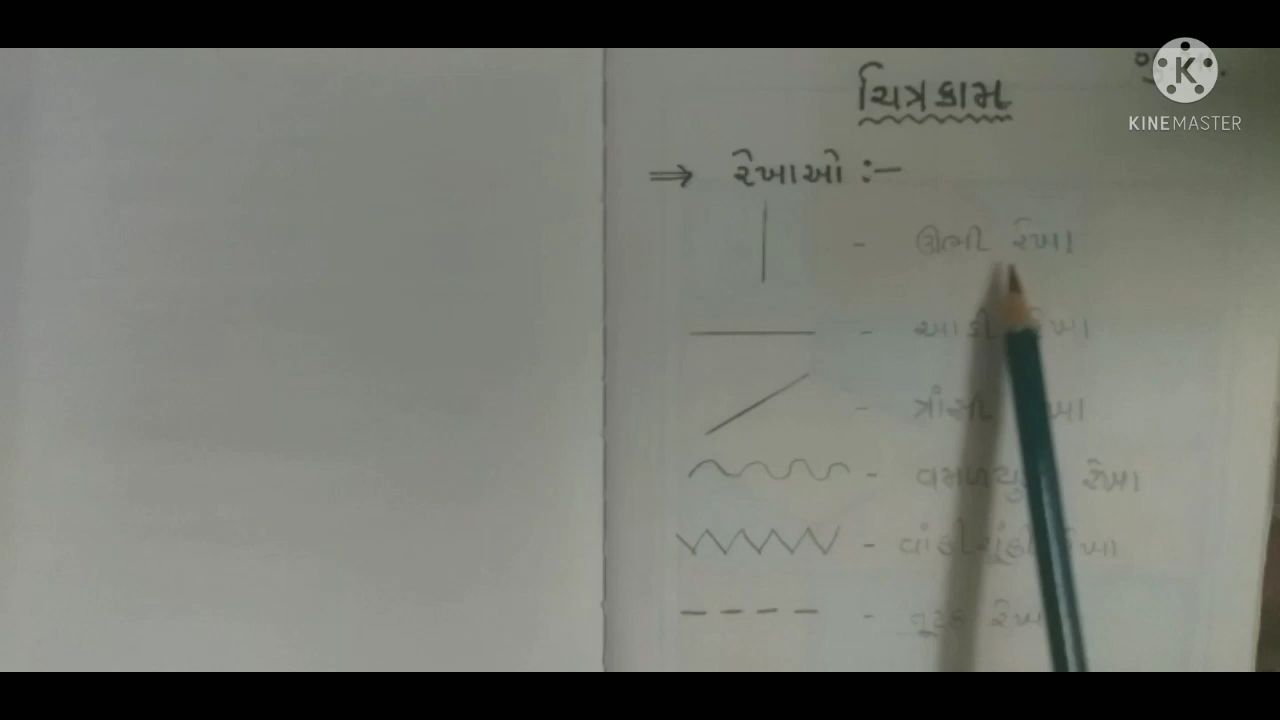 ચિત્રકામ
KINEMASTER
⇒ રેખાઓ :-
- ઊભી રેખા
- આડી રેખા
- ત્રાંસી
- રેખા
- વાંકીચૂંકી રેખા
- તૂટક રેખા